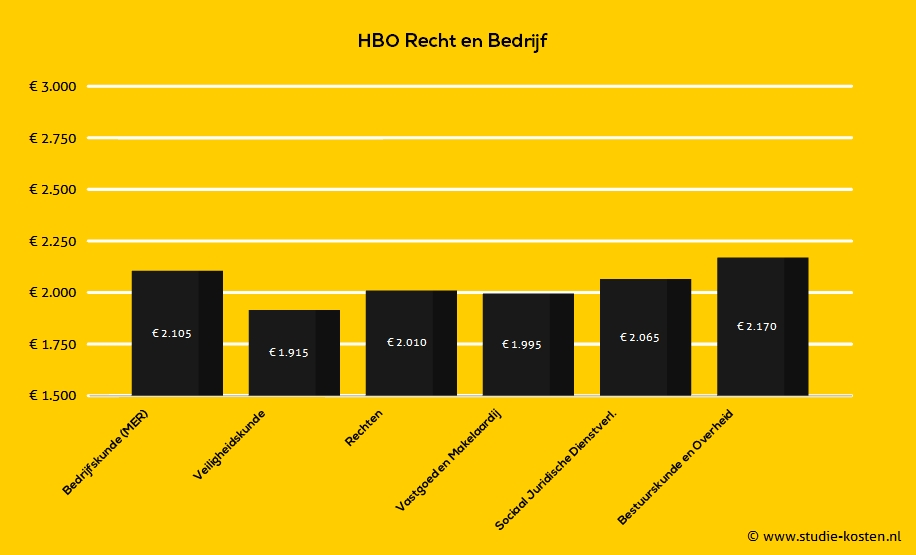 HBO Recht en Bedrijf
€ 3.000
€ 2.750
€ 2.500
€ 2.250
€ 2.000
€ 1.750
€ 1.500
€ 2.105
€ 1.915
€ 2.010
€ 1.995
€ 2.065
€ 2.170
Bedrijfskunde (MER)
Veiligheidskunde
Rechten
Vastgoed en Makelaardij
Sociaal Juridische Dienstverl.
Bestuurskunde en Overheid
© www.studie-kosten.nl